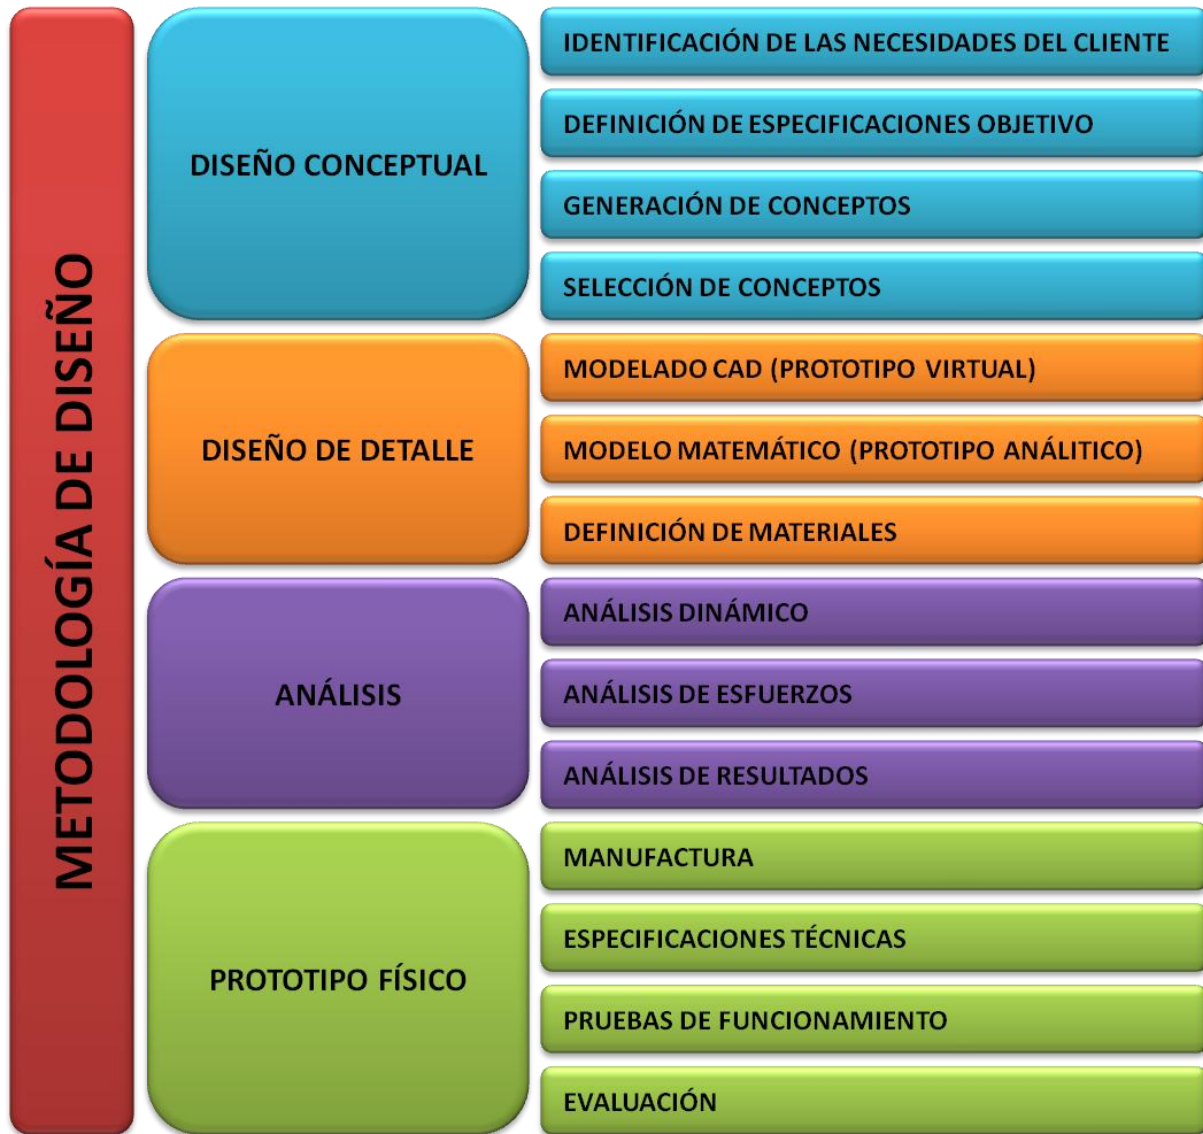 METODOLOGÍA DE DISEÑO
DISEÑO CONCEPTUAL
IDENTIFICACIÓN DE LAS NECESIDADES DEL CLIENTE
DEFINICIÓN DE ESPECIFICACIONES OBJETIVO
GENERACIÓN DE CONCEPTOS
SELECCIÓN DE CONCEPTOS
DISEÑO DE DETALLE
MODELADO CAD (PROTOTIPO VIRTUAL)
MODELO MATEMÁTICO (PROTOTIPO ANÁLITICO)
DEFINICIÓN DE MATERIALES
ANÁLISIS
ANÁLISIS DINÁMICO
ANÁLISIS DE ESFUERZOS
ANÁLISIS DE RESULTADOS
PROTOTIPO FÍSICO
MANUFACTURA
ESPECIFICACIONES TÉCNICAS
PRUEBAS DE FUNCIONAMIENTO
EVALUACIÓN